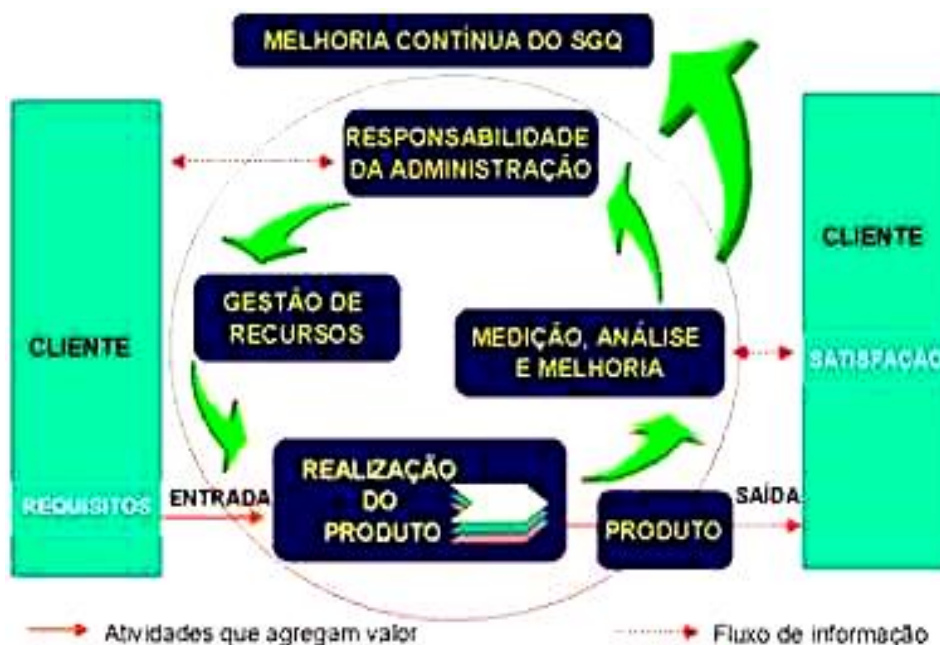 MELHORIA CONTÍNUA DO SGQ
RESPONSABILIDADE
DA ADMINISTRAÇÃO
CLIENTE
GESTÃO DE
RECURSOS
CLIENTE
MEDIÇÃO, ANÁLISE
E MELHORIA
SATISFAÇÃO
REQUISITOS
ENTRADA
REALIZAÇÃO
DO
PRODUTO
PRODUTO
SAÍDA
Atividades que agregam valor
Fluxo de informação